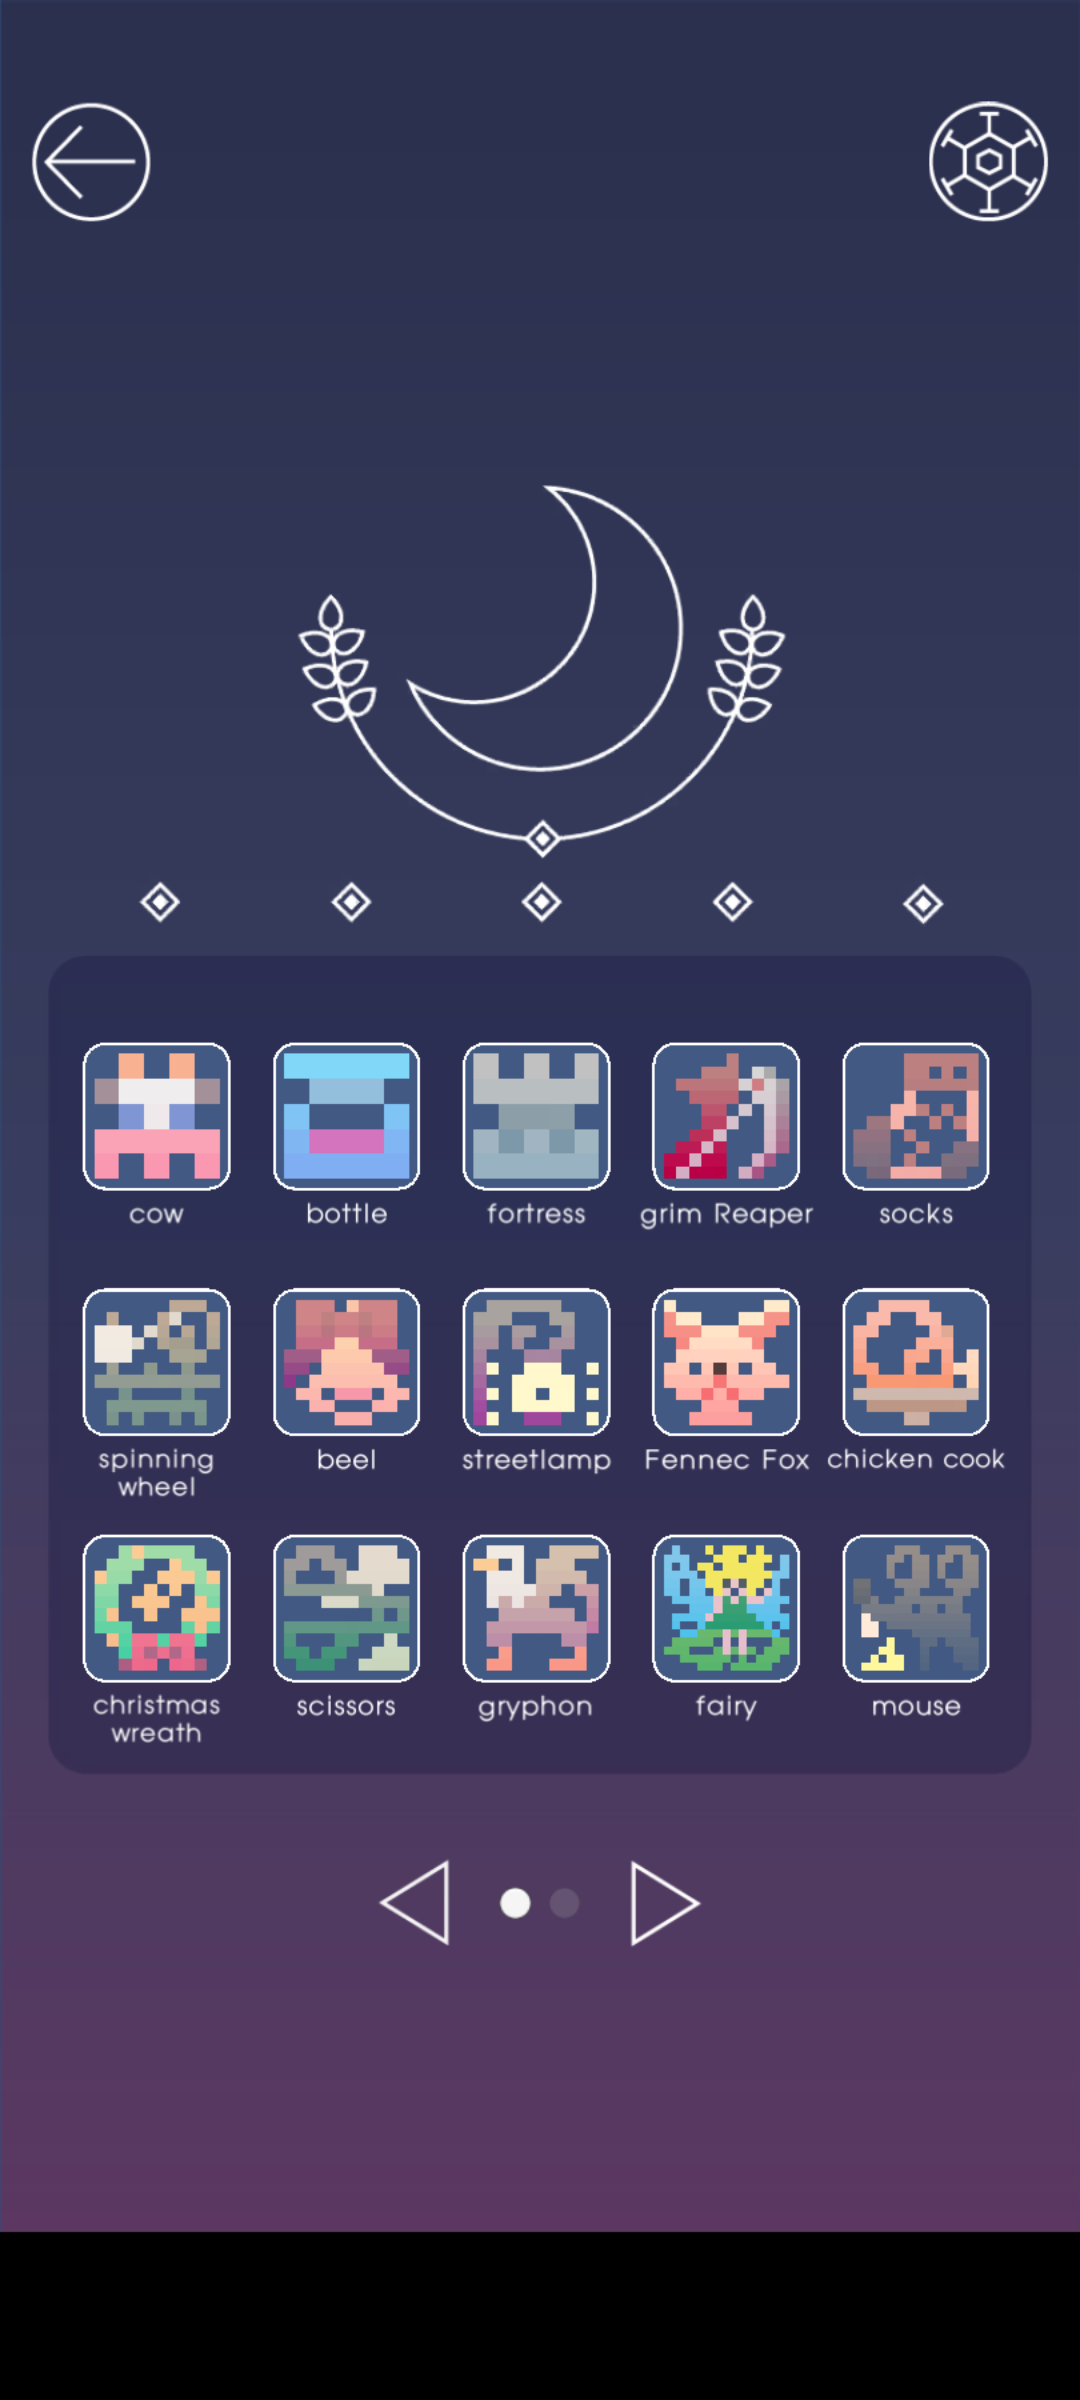 cow
bottle
fortress
grim Reaper
socks
spinning
wheel
beel
streetlamp
Fennec Fox
chicken cook
christmas
wreath
scissors
gryphon
fairy
mouse